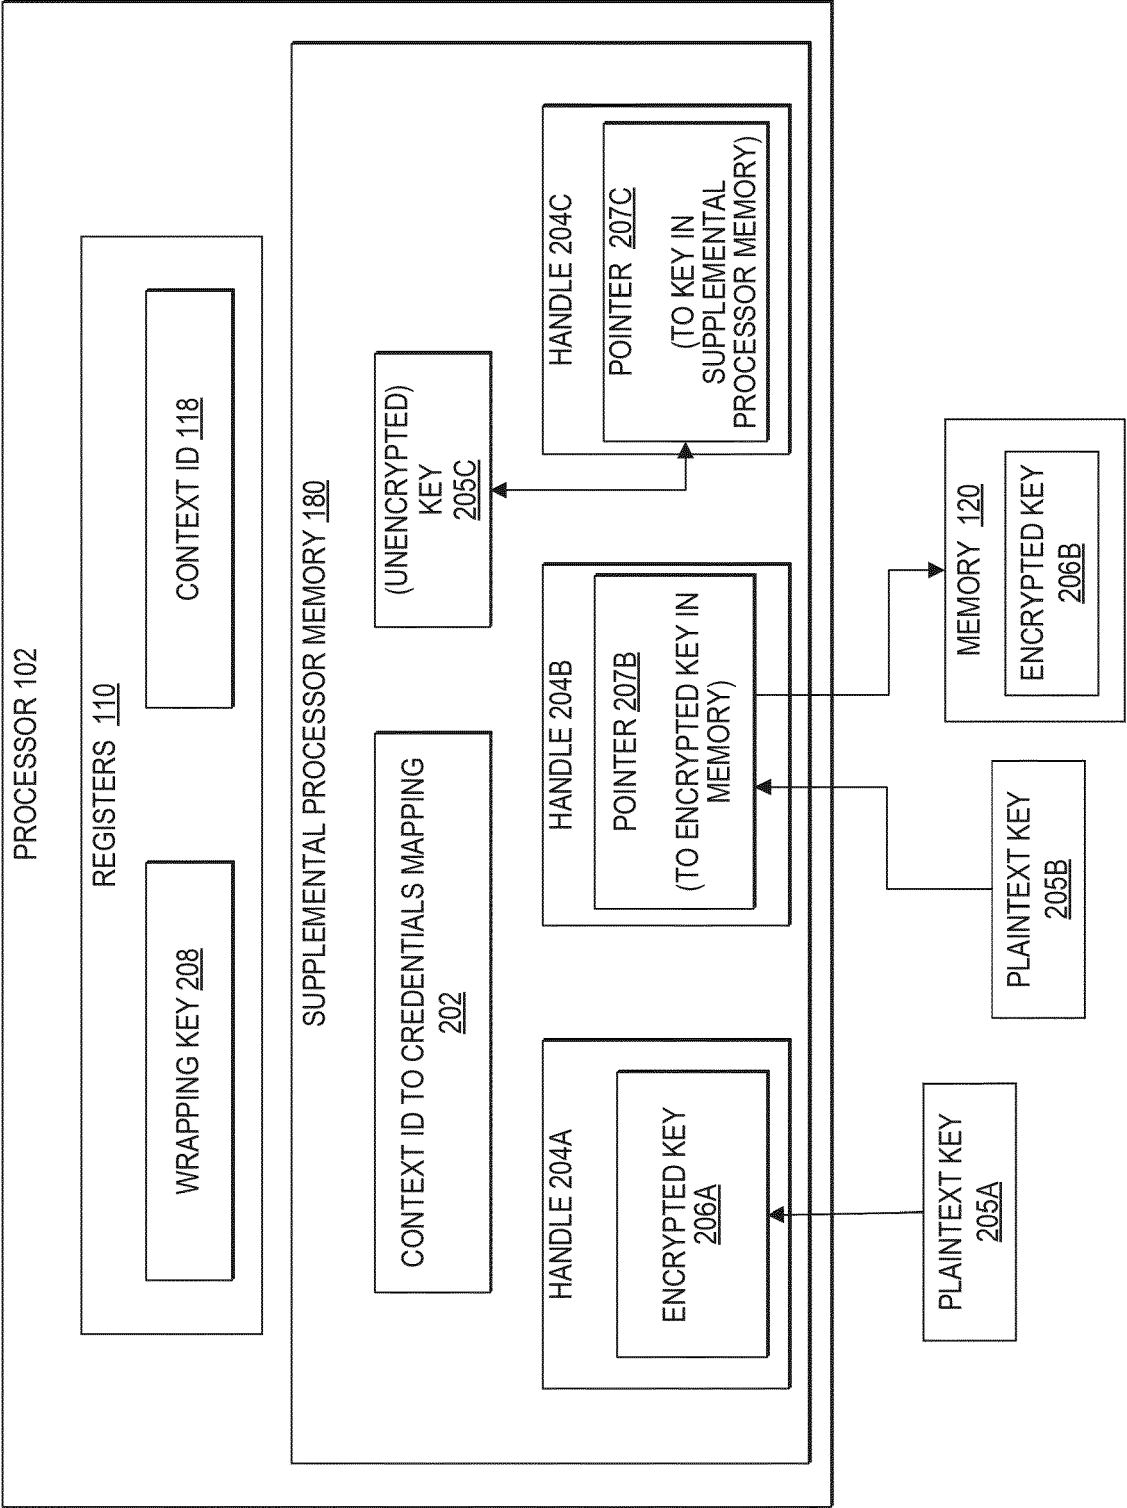 PROCESSOR 102
REGISTERS 110
WRAPPING KEY 208
CONTEXT ID 118
SUPPLEMENTAL PROCESSOR MEMORY 180
CONTEXT ID TO CREDENTIALS MAPPING
202
(UNENCRYPTED)
KEY
205C
HANDLE 204A
ENCRYPTED KEY
206A
HANDLE 204B
POINTER 207B
(TO ENCRYPTED KEY IN
MEMORY)
HANDLE 204C
POINTER 207C
(TO KEY IN
SUPPLEMENTAL
PROCESSOR MEMORY)
PLAINTEXT KEY
205A
PLAINTEXT KEY
205B
MEMORY 120
ENCRYPTED KEY
206B